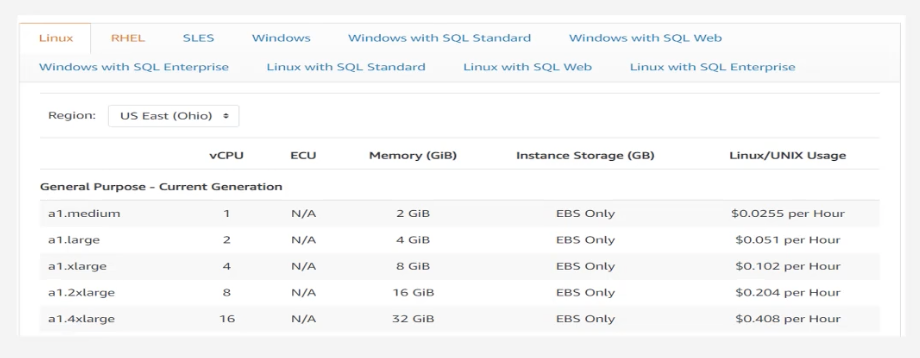 Linux RHEL SLES Windows Windows with SQL Standard Windows with SQL Web
Windows with SQL Enterprise Linux with SQL Standard Linux with SQL Web Linux with SQL Enterprise
Region: US East (Ohio)
vCPU ECU Memory (GiB) Instance Storage (GB) Linux/UNIX Usage
General Purpose - Current Generation
a1.medium 1 N/A 2 GiB EBS Only $0.0255 per Hour
a1.large 2 N/A 4 GiB EBS Only $0.051 per Hour
a1.xlarge 4 N/A 8 GiB EBS Only $0.102 per Hour
a1.2xlarge 8 N/A 16 GiB EBS Only $0.204 per Hour
a1.4xlarge 16 N/A 32 GiB EBS Only $0.408 per Hour